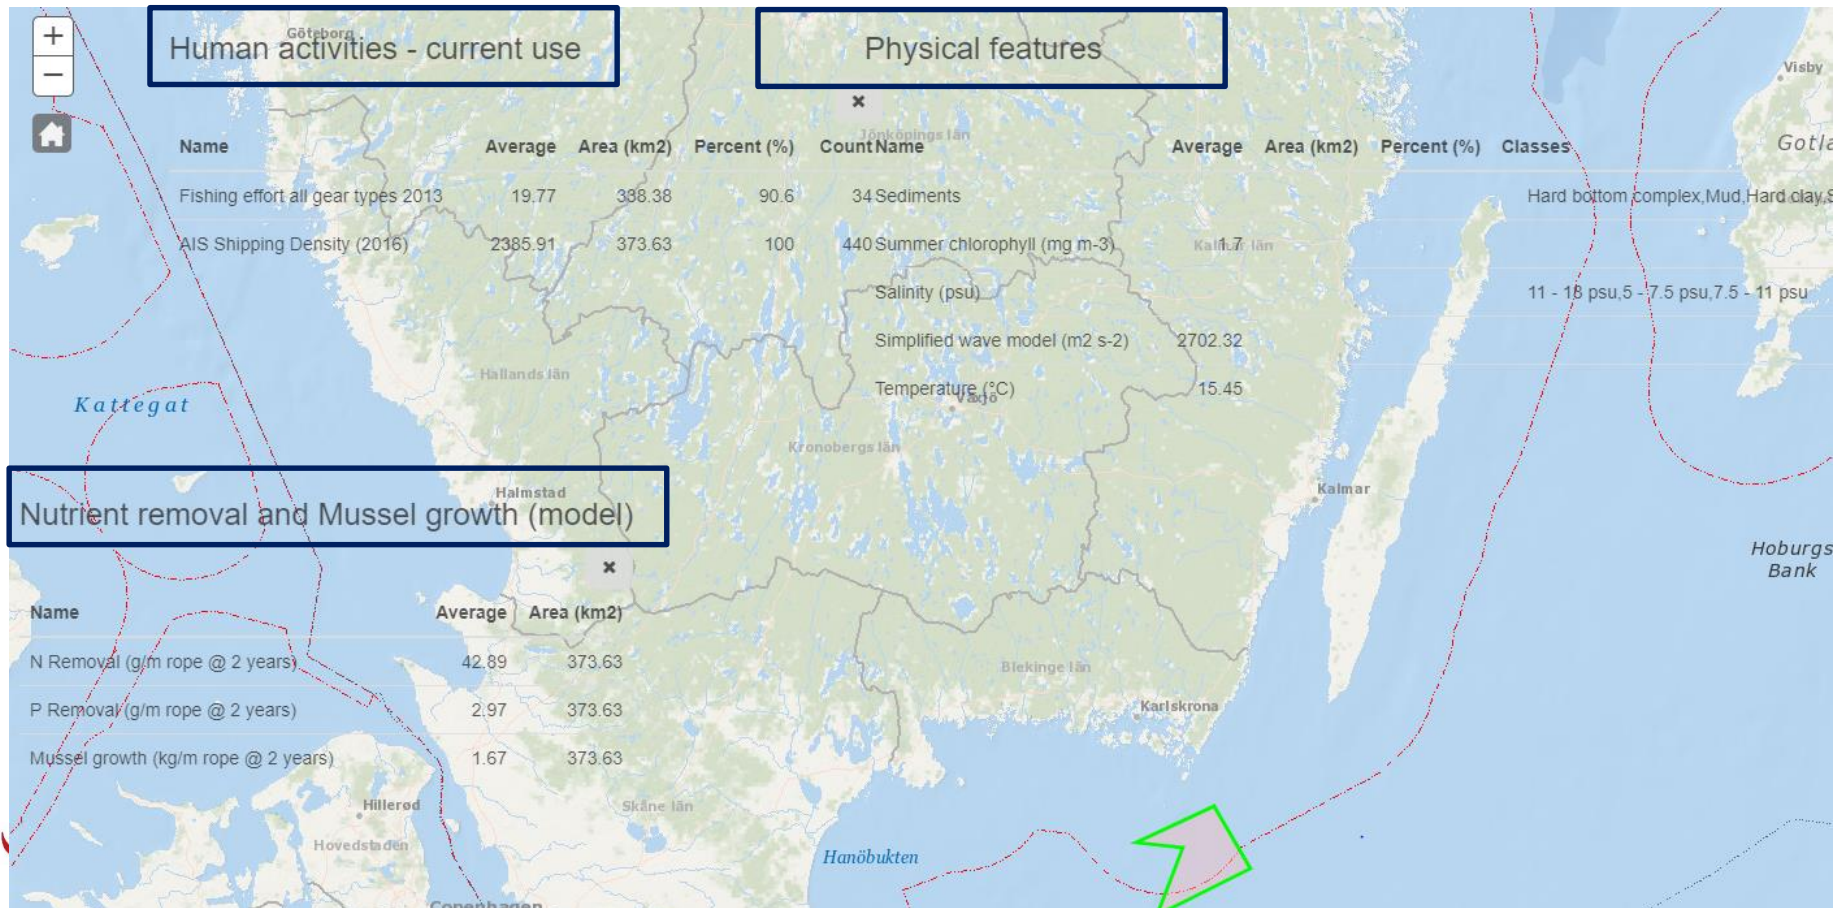 +
−
Göteborg
Human activities - current use
Physical features
Visby
Jönköpings län
Gotla
Name Average Area (km2) Percent (%) Count
Fishing effort all gear types 2013 19.77 338.38 90.6 34
AIS Shipping Density (2016) 2385.91 373.63 100 440
Name Average Area (km2) Percent (%) Classes
Sediments Hard bottom complex,Mud,Hard clay,S
Summer chlorophyll (mg m-3) 1.7
Kalmar län
Salinity (psu) 11 - 18 psu,5 - 7.5 psu,7.5 - 11 psu
Simplified wave model (m2 s-2) 2702.32
Temperature (°C) 15.45
Växjö
Hallands län
Kattegat
Kronobergs län
Halmstad
Kalmar
Nutrient removal and Mussel growth (model)
Hoburgs
Bank
Name Average Area (km2)
N Removal (g/m rope @ 2 years) 42.89 373.63
P Removal (g/m rope @ 2 years) 2.97 373.63
Mussel growth (kg/m rope @ 2 years) 1.67 373.63
Blekinge län
Karlskrona
Hillerød
Skåne län
Hovedstaden
Hanöbukten
Copenhagen